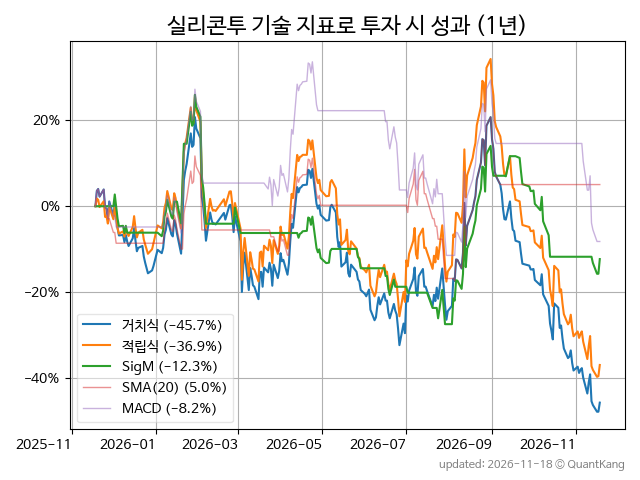 실리콘투 기술 지표로 투자 시 성과 (1년)
20%
0%
−20%
−40%
거치식 (−45.7%)
적립식 (−36.9%)
SigM (−12.3%)
SMA(20) (5.0%)
MACD (−8.2%)
2025-11 2026-01 2026-03 2026-05 2026-07 2026-09 2026-11
updated: 2026-11-18 © QuantKang